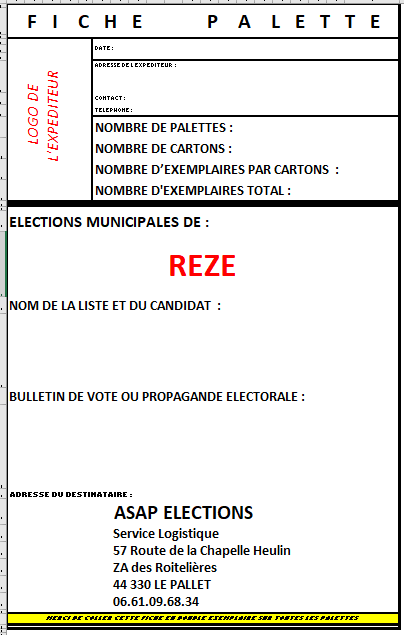 FICHE PALETTE
DATE :
ADRESSE DE L'EXPEDITEUR :
LOGO DE
L'EXPEDITEUR
CONTACT :
TELEPHONE :
NOMBRE DE PALETTES :
NOMBRE DE CARTONS :
NOMBRE D'EXEMPLAIRES PAR CARTONS :
NOMBRE D'EXEMPLAIRES TOTAL :
ELECTIONS MUNICIPALES DE :
REZE
NOM DE LA LISTE ET DU CANDIDAT :
BULLETIN DE VOTE OU PROPAGANDE ELECTORALE :
ADRESSE DU DESTINATAIRE :
ASAP ELECTIONS
Service Logistique
57 Route de la Chapelle Heulin
ZA des Roitelières
44 330 LE PALLET
06.61.09.68.34
MERCI DE COLLER CETTE FICHE EN DOUBLE EXEMPLAIRE SUR TOUTES LES PALETTES